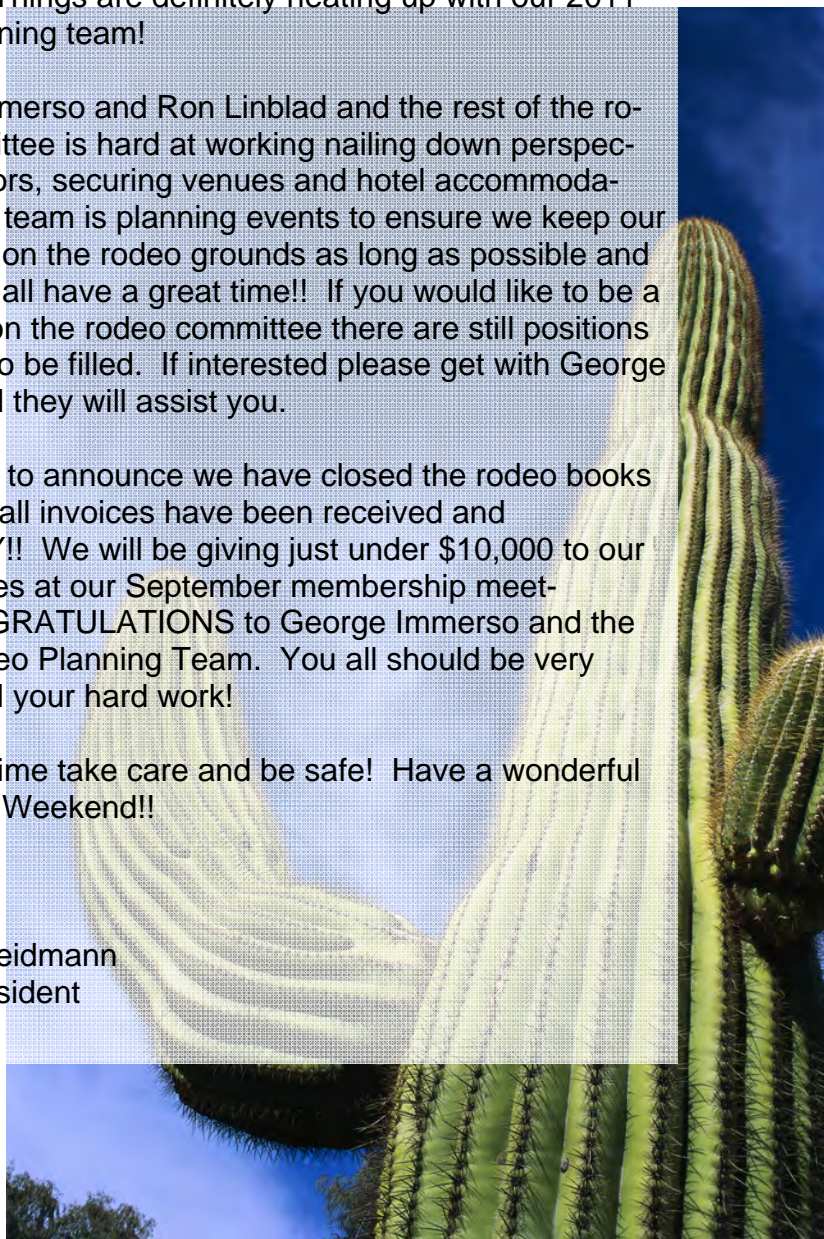 Things are definitely heating up with our 2011
ning team!
merso and Ron Linblad and the rest of the ro-
ittee is hard at working nailing down perspec-
ors, securing venues and hotel accommoda-
team is planning events to ensure we keep our
on the rodeo grounds as long as possible and
all have a great time!! If you would like to be a
on the rodeo committee there are still positions
o be filled. If interested please get with George
they will assist you.
to announce we have closed the rodeo books
all invoices have been received and
Y!! We will be giving just under $10,000 to our
es at our September membership meet-
GRATULATIONS to George Immerso and the
eo Planning Team. You all should be very
your hard work!
ime take care and be safe! Have a wonderful
Weekend!!
eidmann
sident